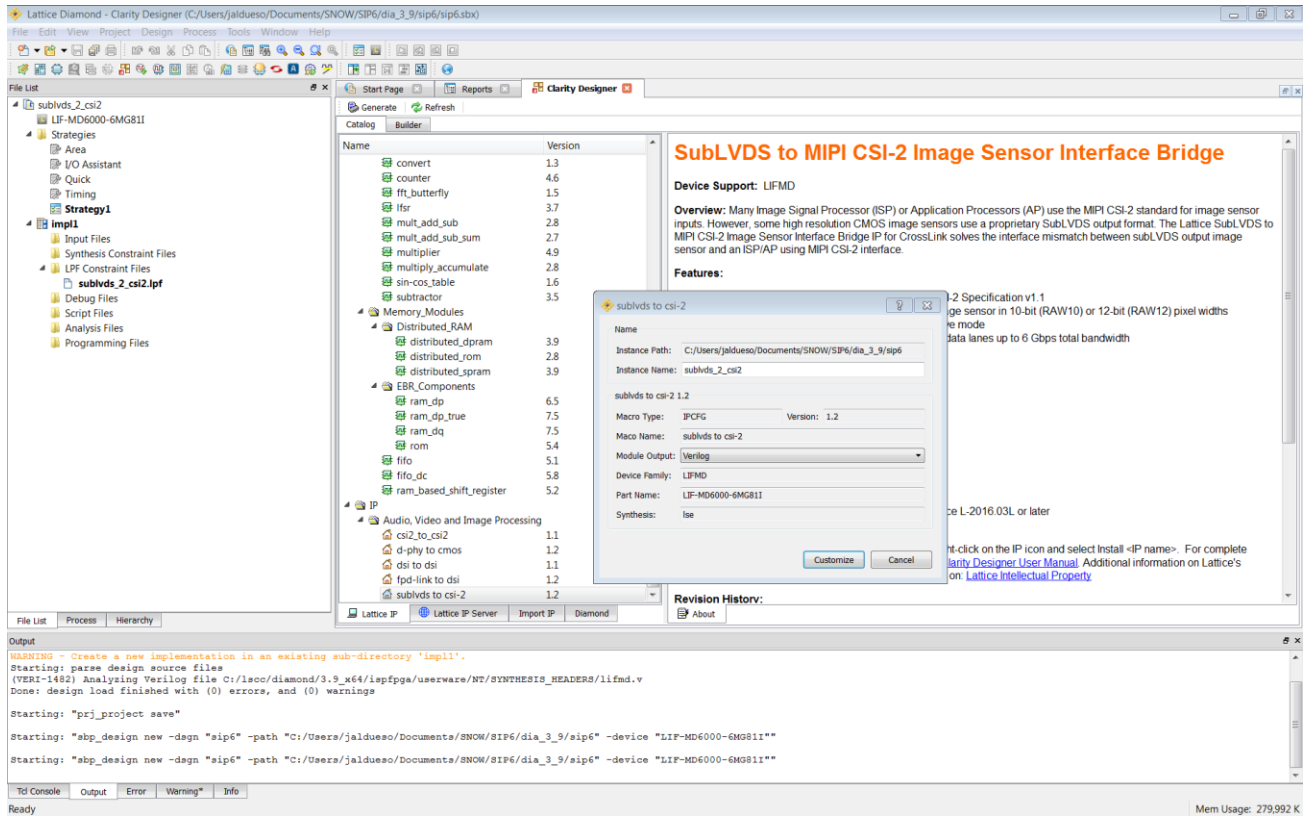 Lattice Diamond - Clarity Designer (C:/Users/jaldueso/Documents/SNOW/SIP6/dia_3_9/sip6/sip6.sbx)
File Edit View Project Design Process Tools Window Help
File List
Start Page
Reports
Clarity Designer
sublvds_2_csi2
LIF-MD6000-6MG81I
Strategies
Area
I/O Assistant
Quick
Timing
Strategy1
impl1
Input Files
Synthesis Constraint Files
LPF Constraint Files
sublvds_2_csi2.lpf
Debug Files
Script Files
Analysis Files
Programming Files
File List Process Hierarchy
Generate Refresh
Catalog Builder
Name Version
convert 1.3
counter 4.6
fft_butterfly 1.5
lfsr 3.7
mult_add_sub 2.8
mult_add_sub_sum 2.7
multiplier 4.9
multiply_accumulate 2.8
sin-cos_table 1.6
subtractor 3.5
Memory_Modules
Distributed_RAM
distributed_dpram 3.9
distributed_rom 2.8
distributed_spram 3.9
EBR_Components
ram_dp 6.5
ram_dp_true 7.5
ram_dq 7.5
rom 5.4
fifo 5.1
fifo_dc 5.8
ram_based_shift_register 5.2
IP
Audio, Video and Image Processing
csi2_to_csi2 1.1
d-phy to cmos 1.2
dsi to dsi 1.1
fpd-link to dsi 1.2
sublvds to csi-2 1.2
Lattice IP Lattice IP Server Import IP Diamond
SubLVDS to MIPI CSI-2 Image Sensor Interface Bridge
Device Support: LIFMD
Overview: Many Image Signal Processor (ISP) or Application Processors (AP) use the MIPI CSI-2 standard for image sensor
inputs. However, some high resolution CMOS image sensors use a proprietary SubLVDS output format. The Lattice SubLVDS to
MIPI CSI-2 Image Sensor Interface Bridge IP for CrossLink solves the interface mismatch between subLVDS output image
sensor and an ISP/AP using MIPI CSI-2 interface.
Features:
I-2 Specification v1.1
ge sensor in 10-bit (RAW10) or 12-bit (RAW12) pixel widths
e mode
data lanes up to 6 Gbps total bandwidth
ce L-2016.03L or later
ht-click on the IP icon and select Install <IP name>. For complete
larity Designer User Manual. Additional information on Lattice's
on: Lattice Intellectual Property
Revision History:
About
sublvds to csi-2
Name
Instance Path: C:/Users/jaldueso/Documents/SNOW/SIP6/dia_3_9/sip6
Instance Name: sublvds_2_csi2
sublvds to csi-2 1.2
Macro Type: IPCFG Version: 1.2
Maco Name: sublvds to csi-2
Module Output: Verilog
Device Family: LIFMD
Part Name: LIF-MD6000-6MG81I
Synthesis: lse
Customize Cancel
Output
WARNING - Create a new implementation in an existing sub-directory 'impl1'.
Starting: parse design source files
(VERI-1482) Analyzing Verilog file C:/lscc/diamond/3.9_x64/ispfpga/userware/NT/SYNTHESIS_HEADERS/lifmd.v
Done: design load finished with (0) errors, and (0) warnings
Starting: "prj_project save"
Starting: "sbp_design new -dsgn "sip6" -path "C:/Users/jaldueso/Documents/SNOW/SIP6/dia_3_9/sip6" -device "LIF-MD6000-6MG81I""
Starting: "sbp_design new -dsgn "sip6" -path "C:/Users/jaldueso/Documents/SNOW/SIP6/dia_3_9/sip6" -device "LIF-MD6000-6MG81I""
Tcl Console Output Error Warning* Info
Ready Mem Usage: 279,992 K